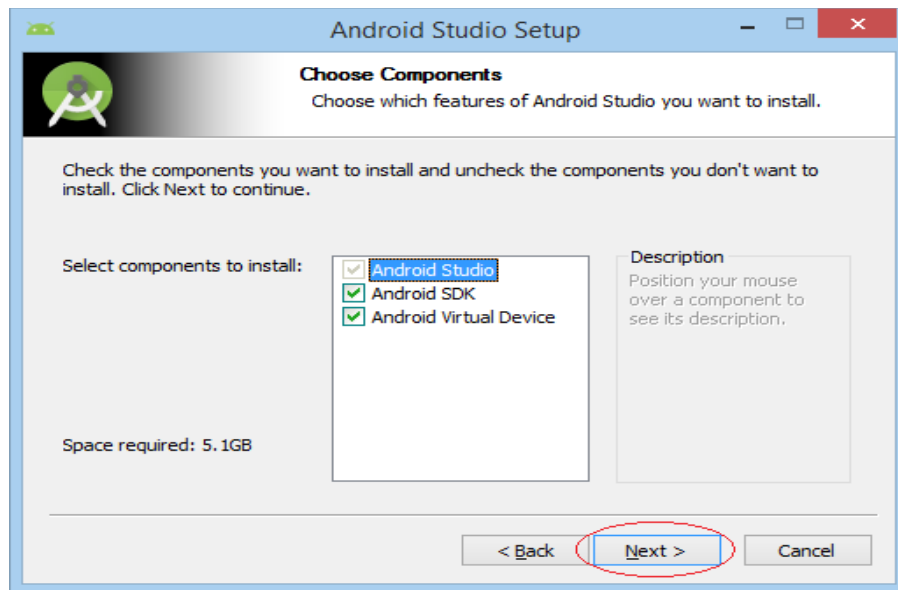 Android Studio Setup
Choose Components
Choose which features of Android Studio you want to install.
Check the components you want to install and uncheck the components you don't want to
install. Click Next to continue.
Select components to install:
Android Studio
Android SDK
Android Virtual Device
Description
Position your mouse
over a component to
see its description.
Space required: 5.1GB
< Back
Next >
Cancel